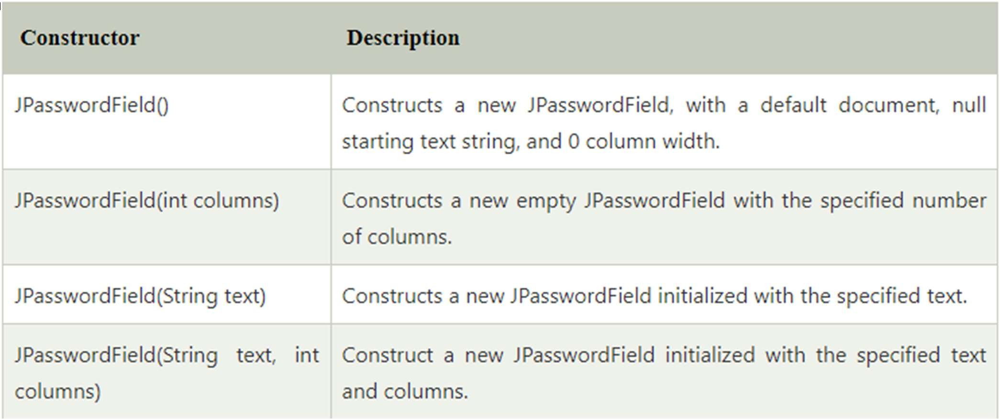 Constructor Description
JPasswordField() Constructs a new JPasswordField, with a default document, null
starting text string, and 0 column width.
JPasswordField(int columns) Constructs a new empty JPasswordField with the specified number
of columns.
JPasswordField(String text) Constructs a new JPasswordField initialized with the specified text.
JPasswordField(String text, int
columns)
Construct a new JPasswordField initialized with the specified text
and columns.